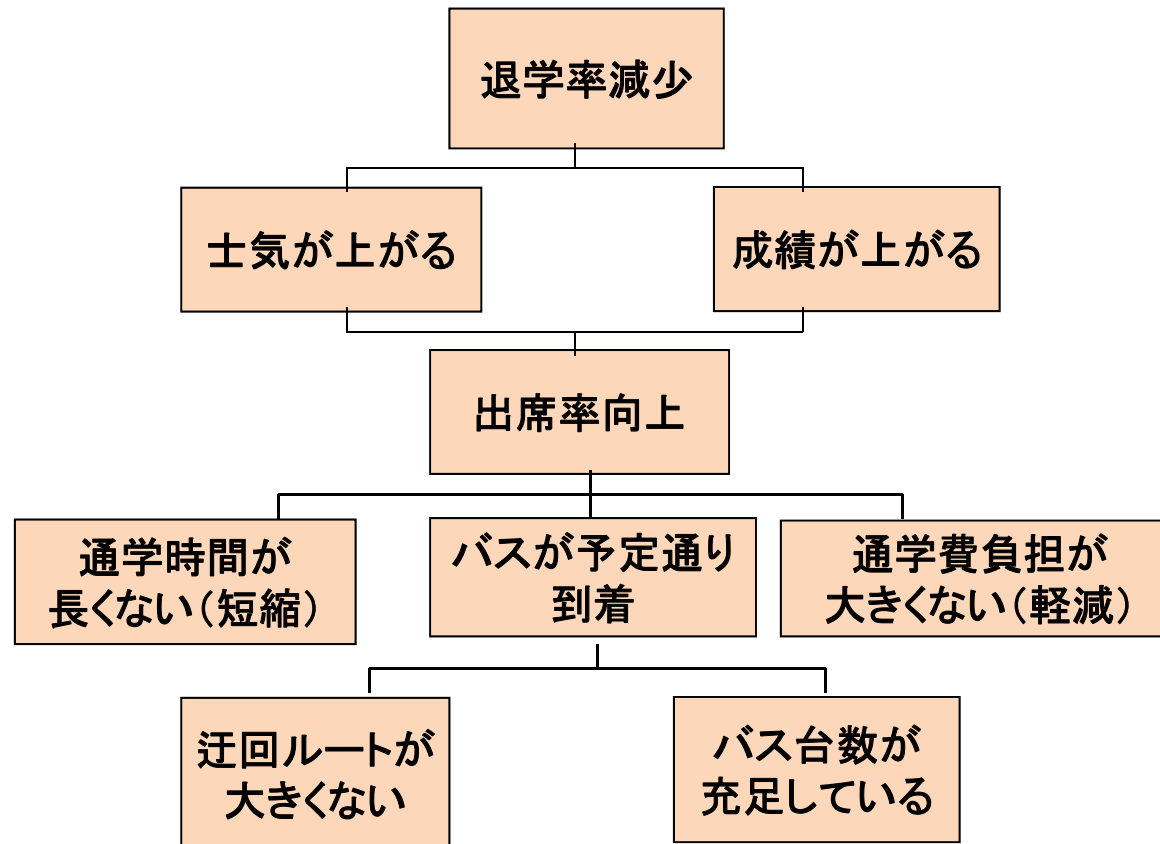 退学率減少
士気が上がる
成績が上がる
出席率向上
通学時間が
長くない（短縮）
バスが予定通り
到着
通学費負担が
大きくない（軽減）
迂回ルートが
大きくない
バス台数が
充足している